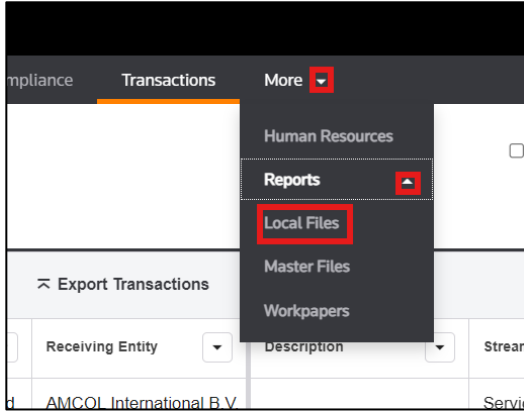 mpliance Transactions More
Human Resources
Reports
Local Files
Master Files
Export Transactions
Workpapers
Receiving Entity Description Strear
d AMCOL International B.V. Servi